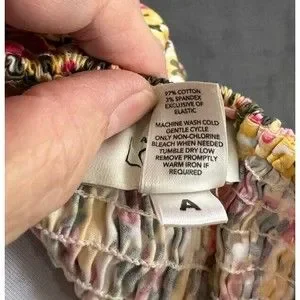 97% COTTON
3% SPANDEX
EXCLUSIVE OF
ELASTIC
MACHINE WASH COLD
GENTLE CYCLE
ONLY NON-CHLORINE
BLEACH WHEN NEEDED
TUMBLE DRY LOW
REMOVE PROMPTLY
WARM IRON IF
REQUIRED
A